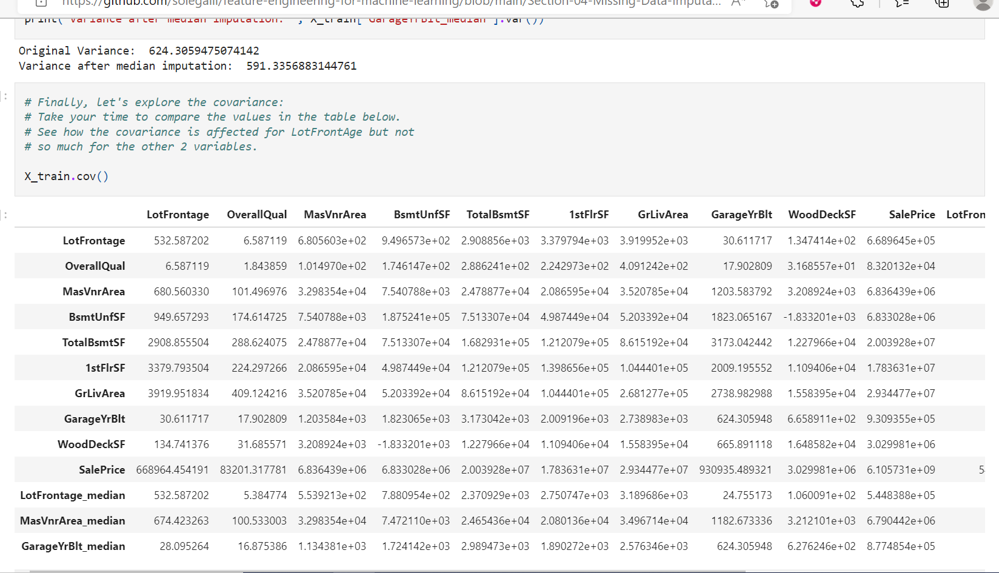 https://github.com/solegalli/feature-engineering-for-machine-learning/blob/main/Section-04-Missing-Data-Imputa...
print("Variance after median imputation: ", X_train["GarageYrBlt_median"].var())
Original Variance:  624.3059475074142
Variance after median imputation:  591.3356883144761
]:
# Finally, let's explore the covariance:
# Take your time to compare the values in the table below.
# See how the covariance is affected for LotFrontAge but not
# so much for the other 2 variables.
X_train.cov()
]:
LotFrontage OverallQual MasVnrArea BsmtUnfSF TotalBsmtSF 1stFlrSF GrLivArea GarageYrBlt WoodDeckSF SalePrice LotFron
LotFrontage 532.587202 6.587119 6.805603e+02 9.496573e+02 2.908856e+03 3.379794e+03 3.919952e+03 30.611717 1.347414e+02 6.689645e+05
OverallQual 6.587119 1.843859 1.014970e+02 1.746147e+02 2.886241e+02 2.242973e+02 4.091242e+02 17.902809 3.168557e+01 8.320132e+04
MasVnrArea 680.560330 101.496976 3.298354e+04 7.540788e+03 2.478877e+04 2.086595e+04 3.520785e+04 1203.583792 3.208924e+03 6.836439e+06
BsmtUnfSF 949.657293 174.614725 7.540788e+03 1.875241e+05 7.513307e+04 4.987449e+04 5.203392e+04 1823.065167 -1.833201e+03 6.833028e+06
TotalBsmtSF 2908.855504 288.624075 2.478877e+04 7.513307e+04 1.682931e+05 1.212079e+05 8.615192e+04 3173.042442 1.227966e+04 2.003928e+07
1stFlrSF 3379.793504 224.297266 2.086595e+04 4.987449e+04 1.212079e+05 1.398656e+05 1.044401e+05 2009.195552 1.109406e+04 1.783631e+07
GrLivArea 3919.951834 409.124216 3.520785e+04 5.203392e+04 8.615192e+04 1.044401e+05 2.681277e+05 2738.982988 1.558395e+04 2.934477e+07
GarageYrBlt 30.611717 17.902809 1.203584e+03 1.823065e+03 3.173042e+03 2.009196e+03 2.738983e+03 624.305948 6.658911e+02 9.309355e+05
WoodDeckSF 134.741376 31.685571 3.208924e+03 -1.833201e+03 1.227966e+04 1.109406e+04 1.558395e+04 665.891118 1.648582e+04 3.029981e+06
SalePrice 668964.454191 83201.317781 6.836439e+06 6.833028e+06 2.003928e+07 1.783631e+07 2.934477e+07 930935.489321 3.029981e+06 6.105731e+09 5
LotFrontage_median 532.587202 5.384774 5.539213e+02 7.880954e+02 2.370929e+03 2.750747e+03 3.189686e+03 24.755173 1.060091e+02 5.448388e+05
MasVnrArea_median 674.423263 100.533003 3.298354e+04 7.472110e+03 2.465436e+04 2.080136e+04 3.496714e+04 1182.673336 3.212101e+03 6.790442e+06
GarageYrBlt_median 28.095264 16.875386 1.134381e+03 1.724142e+03 2.989473e+03 1.890272e+03 2.576346e+03 624.305948 6.276246e+02 8.774854e+05